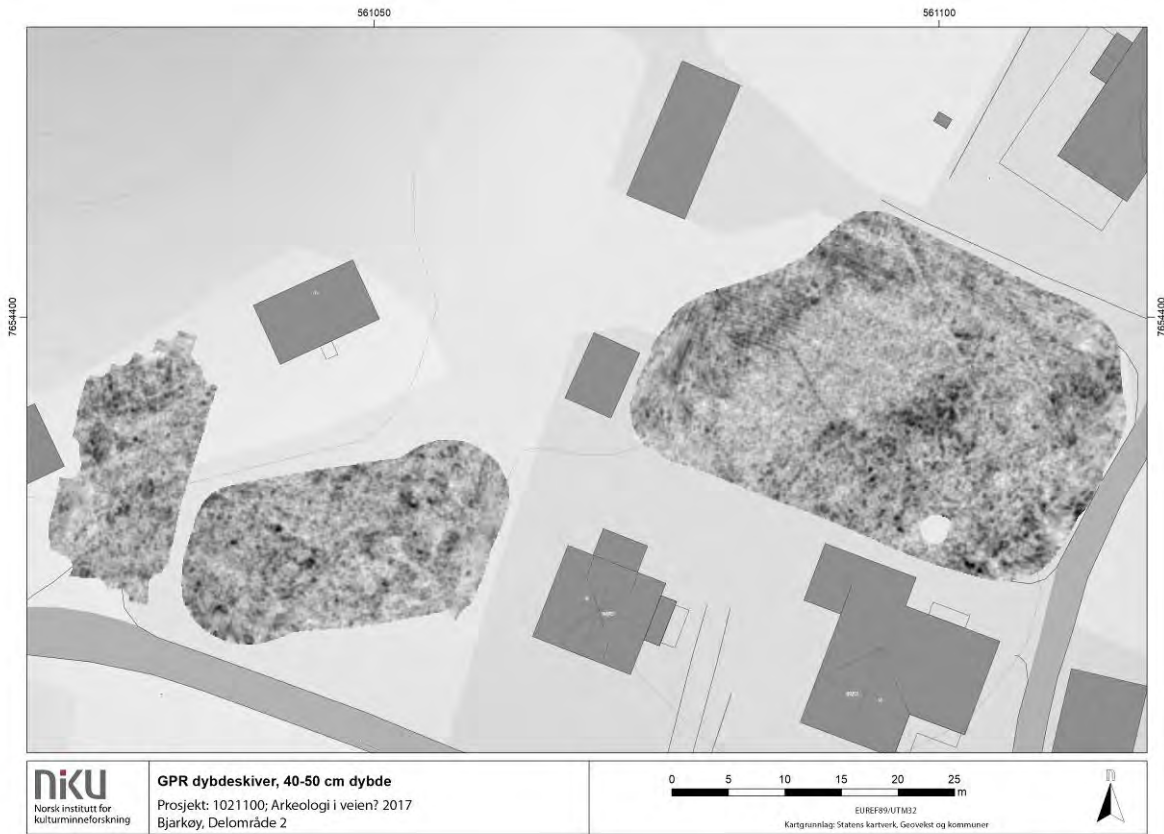 561050
561100
7654400
7654400
niku
Norsk institutt for
kulturminneforskning
GPR dybdeskiver, 40-50 cm dybde
Prosjekt: 1021100; Arkeologi i veien? 2017
Bjarkøy, Delområde 2
0 5 10 15 20 25
m
EUREF89/UTM32
Kartgrunnlag: Statens kartverk, Geovekst og kommuner
n